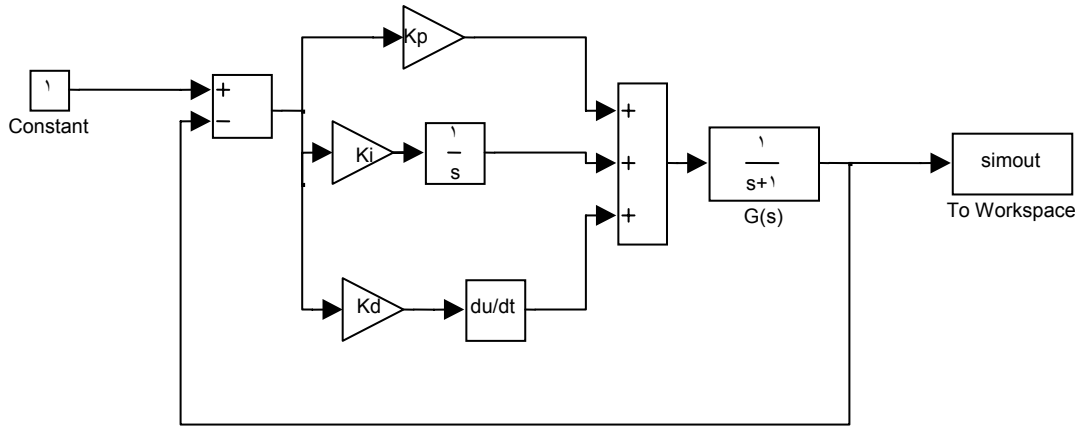 Kp
١
Constant
+
−
Ki
١
s
Kd
du/dt
+
+
+
١
s+١
G(s)
simout
To Workspace